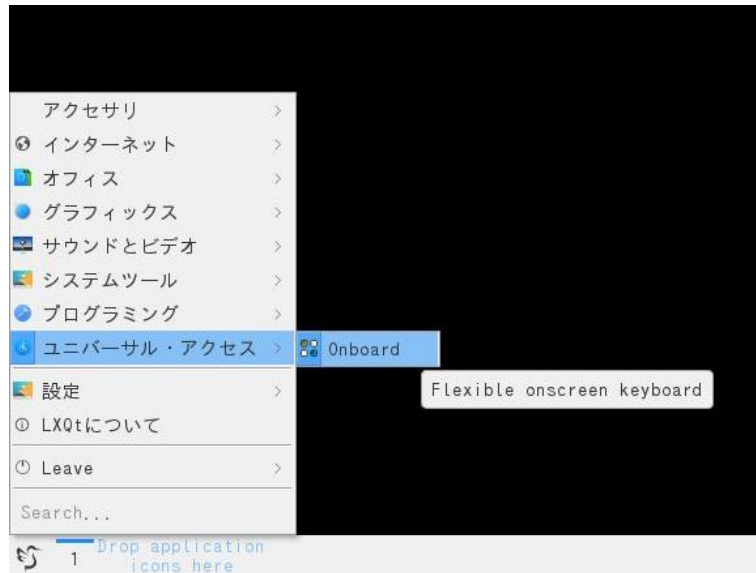 アクセサリ
インターネット
オフィス
グラフィックス
サウンドとビデオ
システムツール
プログラミング
ユニバーサル・アクセス
Onboard
Flexible onscreen keyboard
設定
LXQtについて
Leave
Search...
1
Drop application
icons here